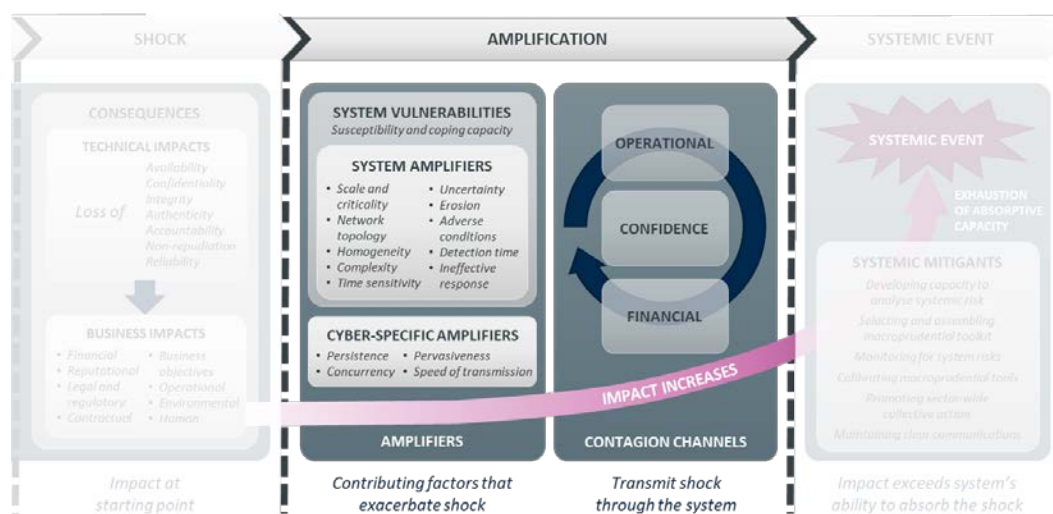 SHOCK
AMPLIFICATION
SYSTEMIC EVENT
CONSEQUENCES
TECHNICAL IMPACTS
Loss of
Availability
Confidentiality
Integrity
Authenticity
Accountability
Non-repudiation
Reliability
BUSINESS IMPACTS
• Financial
• Reputational
• Legal and
regulatory
• Contractual
• Business
objectives
• Operational
• Environmental
• Human
Impact at
starting point
SYSTEM VULNERABILITIES
Susceptibility and coping capacity
SYSTEM AMPLIFIERS
• Scale and
criticality
• Network
topology
• Homogeneity
• Complexity
• Time sensitivity
• Uncertainty
• Erosion
• Adverse
conditions
• Detection time
• Ineffective
response
CYBER-SPECIFIC AMPLIFIERS
• Persistence
• Concurrency
• Pervasiveness
• Speed of transmission
AMPLIFIERS
Contributing factors that
exacerbate shock
OPERATIONAL
CONFIDENCE
FINANCIAL
IMPACT INCREASES
CONTAGION CHANNELS
Transmit shock
through the system
SYSTEMIC EVENT
EXHAUSTION
OF ABSORPTIVE
CAPACITY
SYSTEMIC MITIGANTS
Developing capacity to
analyse systemic risk
Selecting and assembling
macroprudential toolkit
Monitoring for system risks
Calibrating macroprudential tools
Promoting sector-wide
collective action
Maintaining clear communications
Impact exceeds system's
ability to absorb the shock